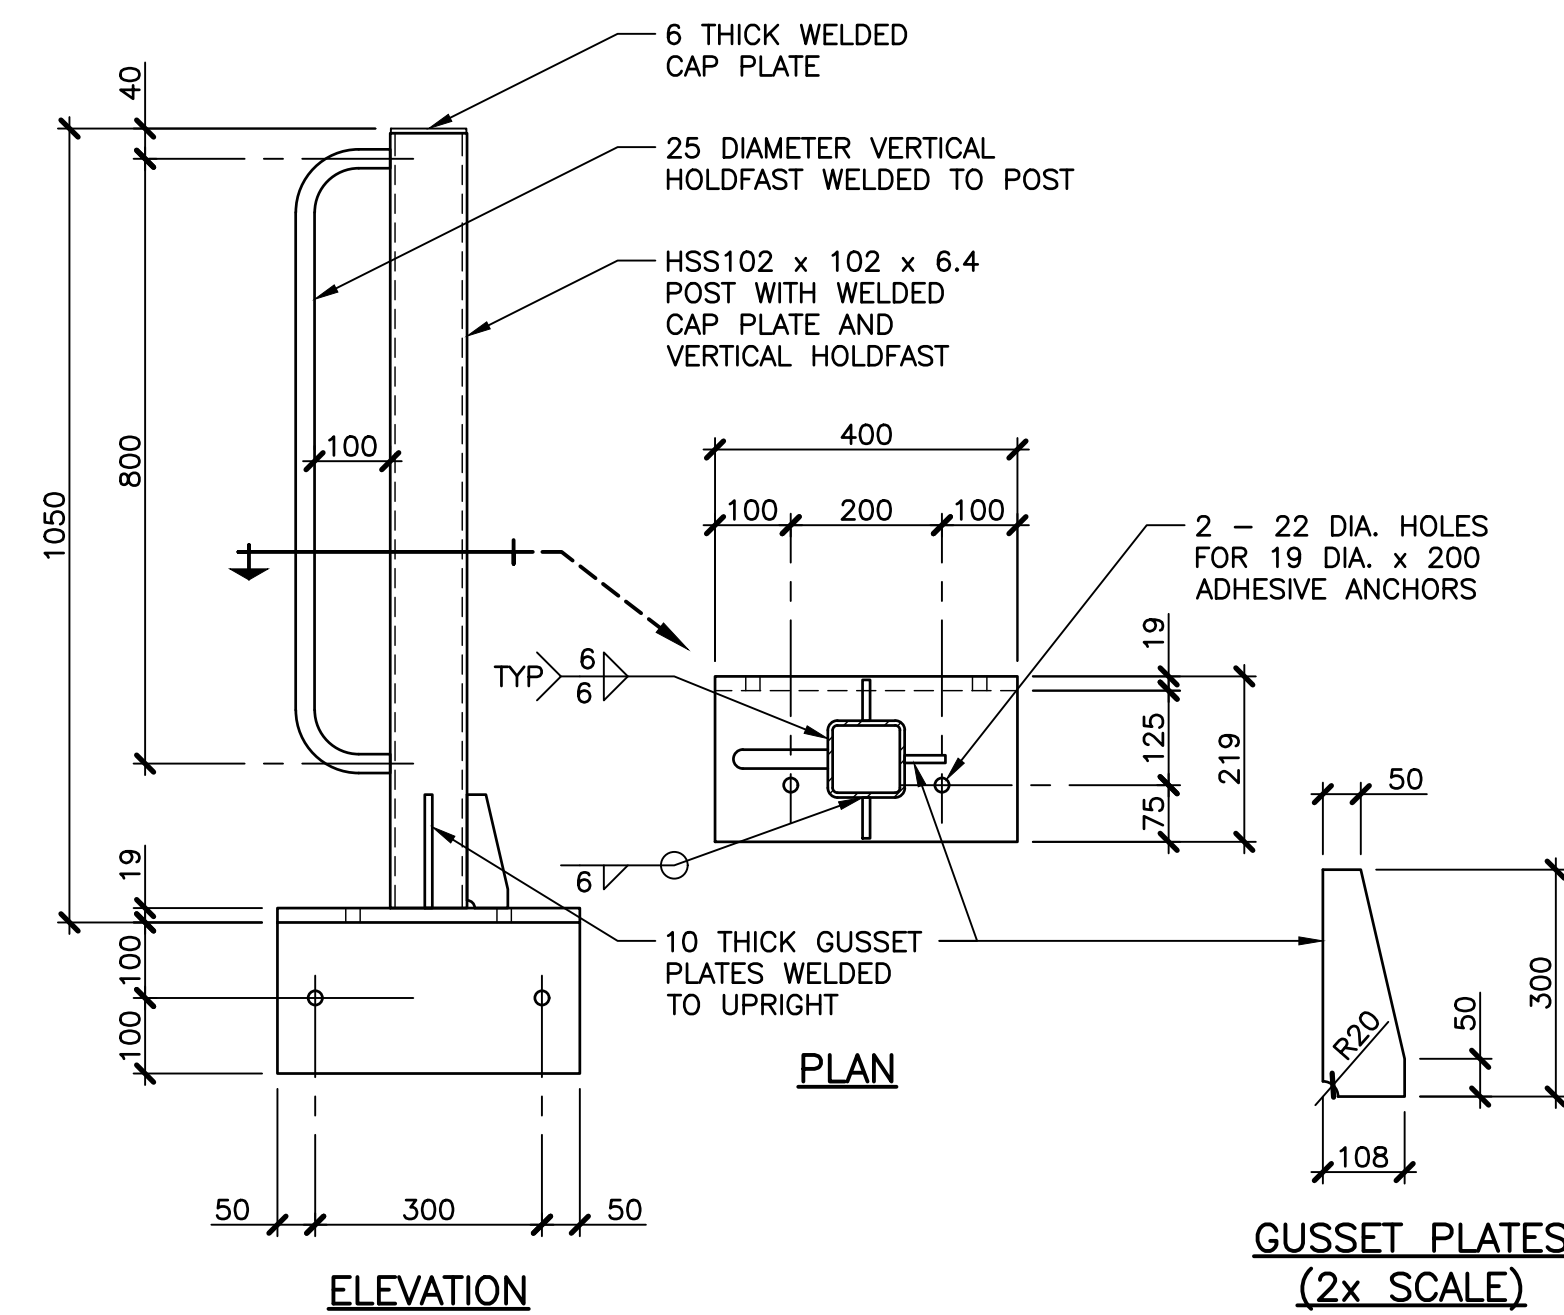 6 THICK WELDED
CAP PLATE
40
25 DIAMETER VERTICAL
HOLDFAST WELDED TO POST
HSS102 x 102 x 6.4
POST WITH WELDED
CAP PLATE AND
VERTICAL HOLDFAST
100
800
1050
400
100
200
100
2 – 22 DIA. HOLES
FOR 19 DIA. x 200
ADHESIVE ANCHORS
19
125
219
75
TYP
6
6
6
50
19
100
100
10 THICK GUSSET
PLATES WELDED
TO UPRIGHT
300
50
R20
108
PLAN
50
300
50
ELEVATION
GUSSET PLATES
(2x SCALE)